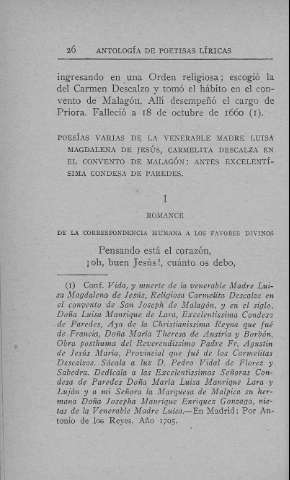 26 ANTOLOGÍA DE POETISAS LÍRICAS
ingresando en una Orden religiosa; escogió la
del Carmen Descalzo y tomó el hábito en el con-
vento de Malagón. Allí desempeñó el cargo de
Priora. Falleció a 18 de octubre de 1660 (1).
POESÍAS VARIAS DE LA VENERABLE MADRE LUISA
MAGDALENA DE JESÚS, CARMELITA DESCALZA EN
EL CONVENTO DE MALAGÓN: ANTES EXCELENTÍ-
SIMA CONDESA DE PAREDES.
I
ROMANCE
DE LA CORRESPONDENCIA HUMANA A LOS FAVORES DIVINOS
Pensando está el corazón,
¡oh, buen Jesús!, cuánto os debo,
(1) Conf. Vida, y muerte de la venerable Madre Lui-
sa Magdalena de Jesús, Religiosa Carmelita Descalza en
el convento de San Joseph de Malagón, y en el siglo,
Doña Luisa Manrique de Lara, Excelentíssima Condesa
de Paredes, Aya de la Christianíssima Reyna que fué
de Francia, Doña María Theresa de Austria y Borbón.
Obra posthuma del Reverendíssimo Padre Fr. Agustín
de Jesús María, Provincial que fué de los Carmelitas
Descalzos. Sácala a luz D. Pedro Vidal de Flores y
Sabedra. Dedícala a las Excelentíssimas Señoras Con-
desa de Paredes Doña María Luisa Manrique Lara y
Luján y a mi Señora la Marquesa de Malpica su her-
mana Doña Josepha Manrique Enriquez Gonzaga, nie-
tas de la Venerable Madre Luisa.—En Madrid: Por An-
tonio de los Reyes. Año 1705.